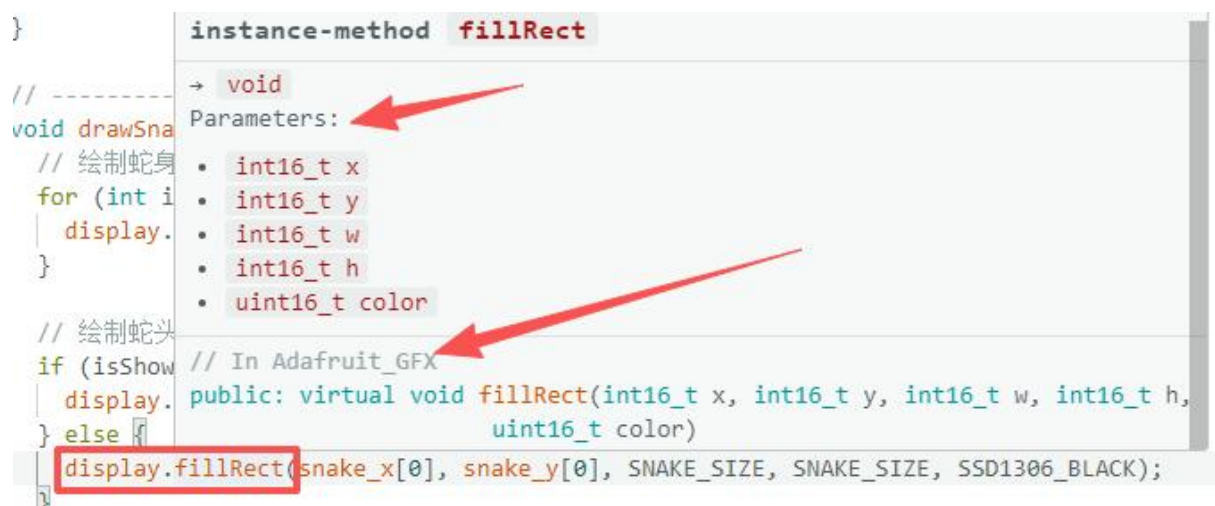 }
instance-method fillRect
→ void
Parameters:
• int16_t x
• int16_t y
• int16_t w
• int16_t h
• uint16_t color
// In Adafruit_GFX
public: virtual void fillRect(int16_t x, int16_t y, int16_t w, int16_t h,
uint16_t color)
// ---------
void drawSna
// 绘制蛇身
for (int i
display.
}
// 绘制蛇头
if (isShow
display.
} else {
display.fillRect(snake_x[0], snake_y[0], SNAKE_SIZE, SNAKE_SIZE, SSD1306_BLACK);
}